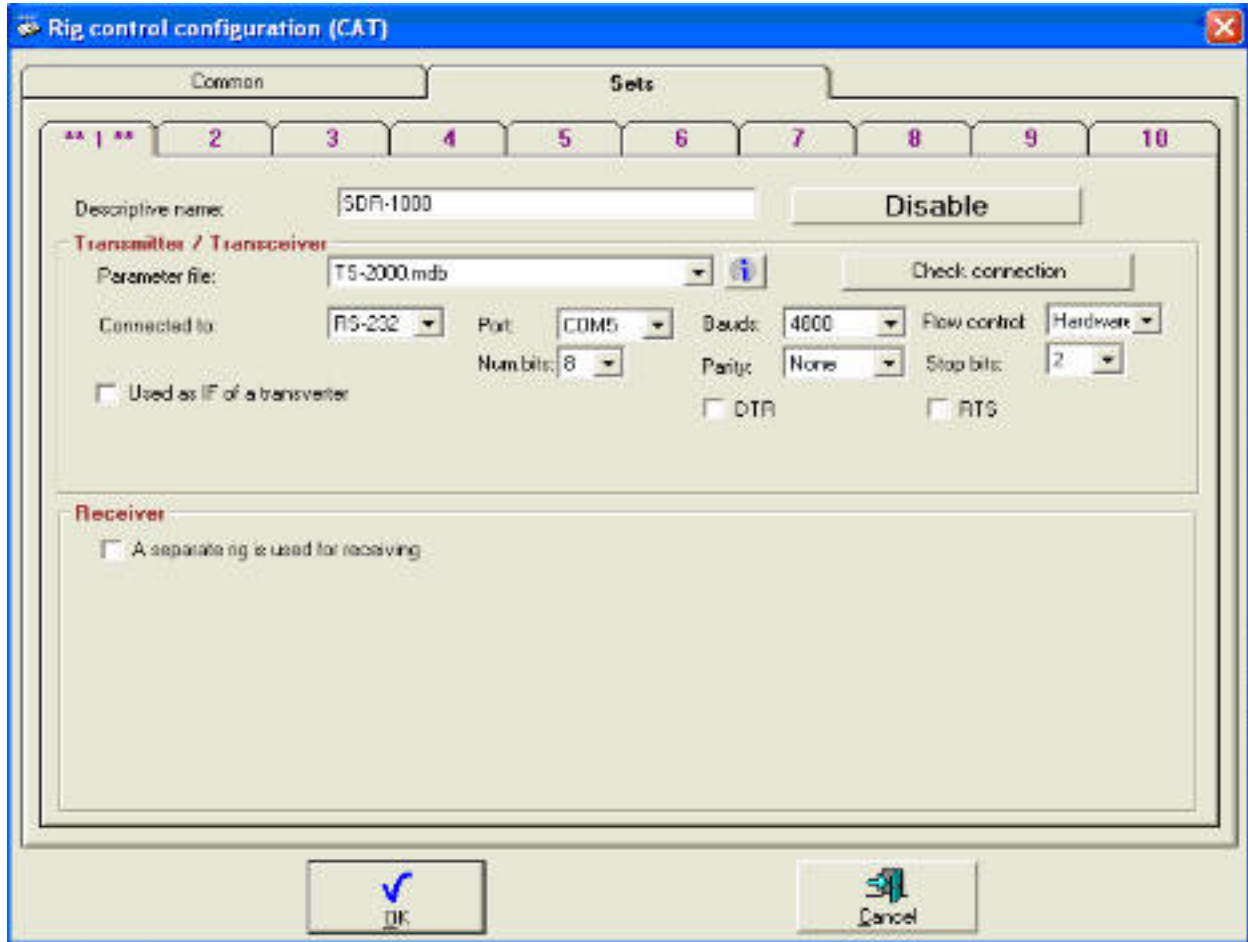 Rig control configuration (CAT)
Common Sets
** 1 ** 2 3 4 5 6 7 8 9 10
Descriptive name: SDR-1000 Disable
Transmitter / Transceiver
Parameter file: TS-2000.mdb i Check connection
Connected to: RS-232 Port: COM5 Bauds: 4800 Flow control: Hardware
Num.bits: 8 Parity: None Stop bits: 2
Used as IF of a transverter
DTR RTS
Receiver
A separate rig is used for receiving
OK Cancel